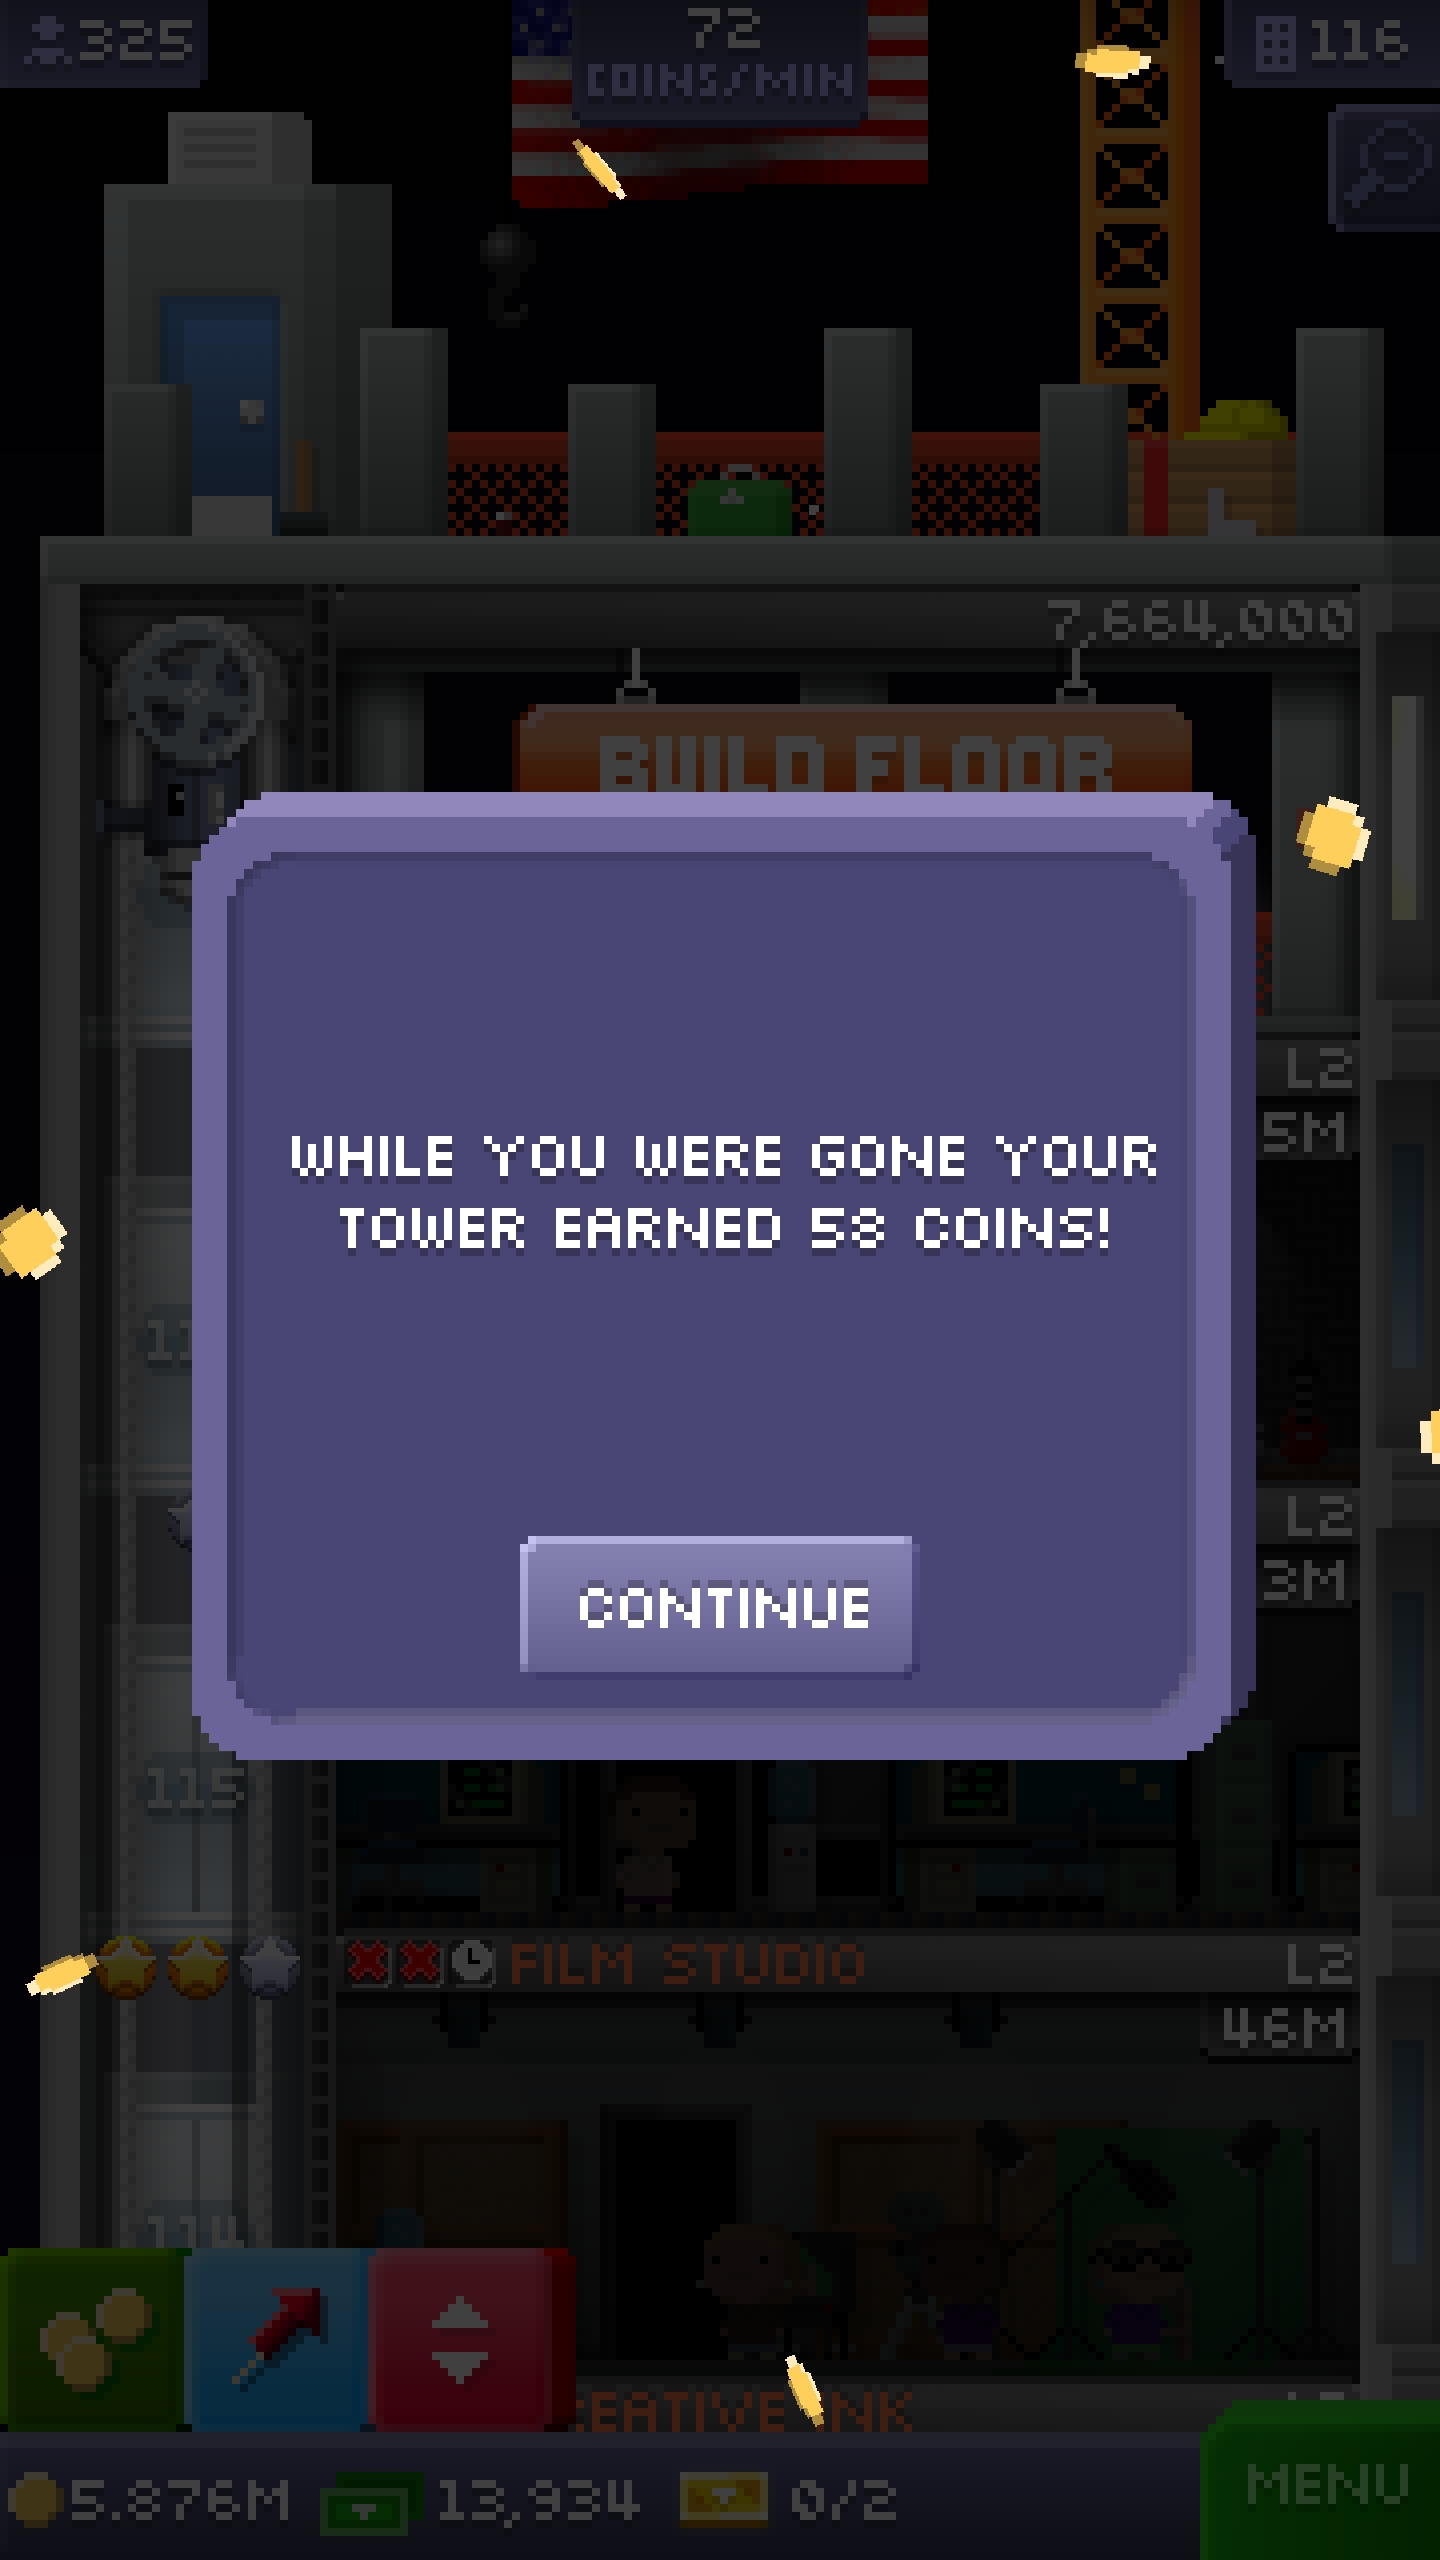 325
72
COINS/MIN
116
7,664,000
BUILD FLOOR
L2
5M
WHILE YOU WERE GONE YOUR
TOWER EARNED 58 COINS!
L2
3M
CONTINUE
115
FILM STUDIO
L2
46M
114
5.876M
13,934
0/2
MENU